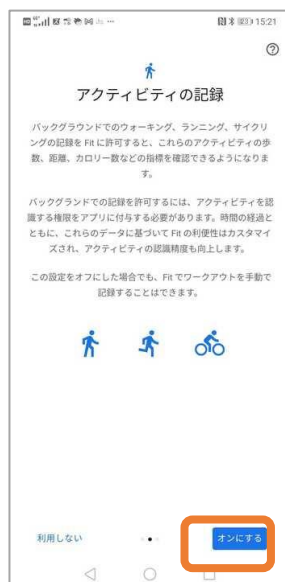 15:21
アクティビティの記録
バックグラウンドでのウォーキング、ランニング、サイクリ
ングの記録を Fit に許可すると、これらのアクティビティの歩
数、距離、カロリー数などの指標を確認できるようになりま
す。
バックグランドでの記録を許可するには、アクティビティを認
識する権限をアプリに付与する必要があります。時間の経過と
ともに、これらのデータに基づいて Fit の利便性はカスタマイ
ズされ、アクティビティの認識精度も向上します。
この設定をオフにした場合でも、Fit でワークアウトを手動で
記録することはできます。
利用しない
オンにする